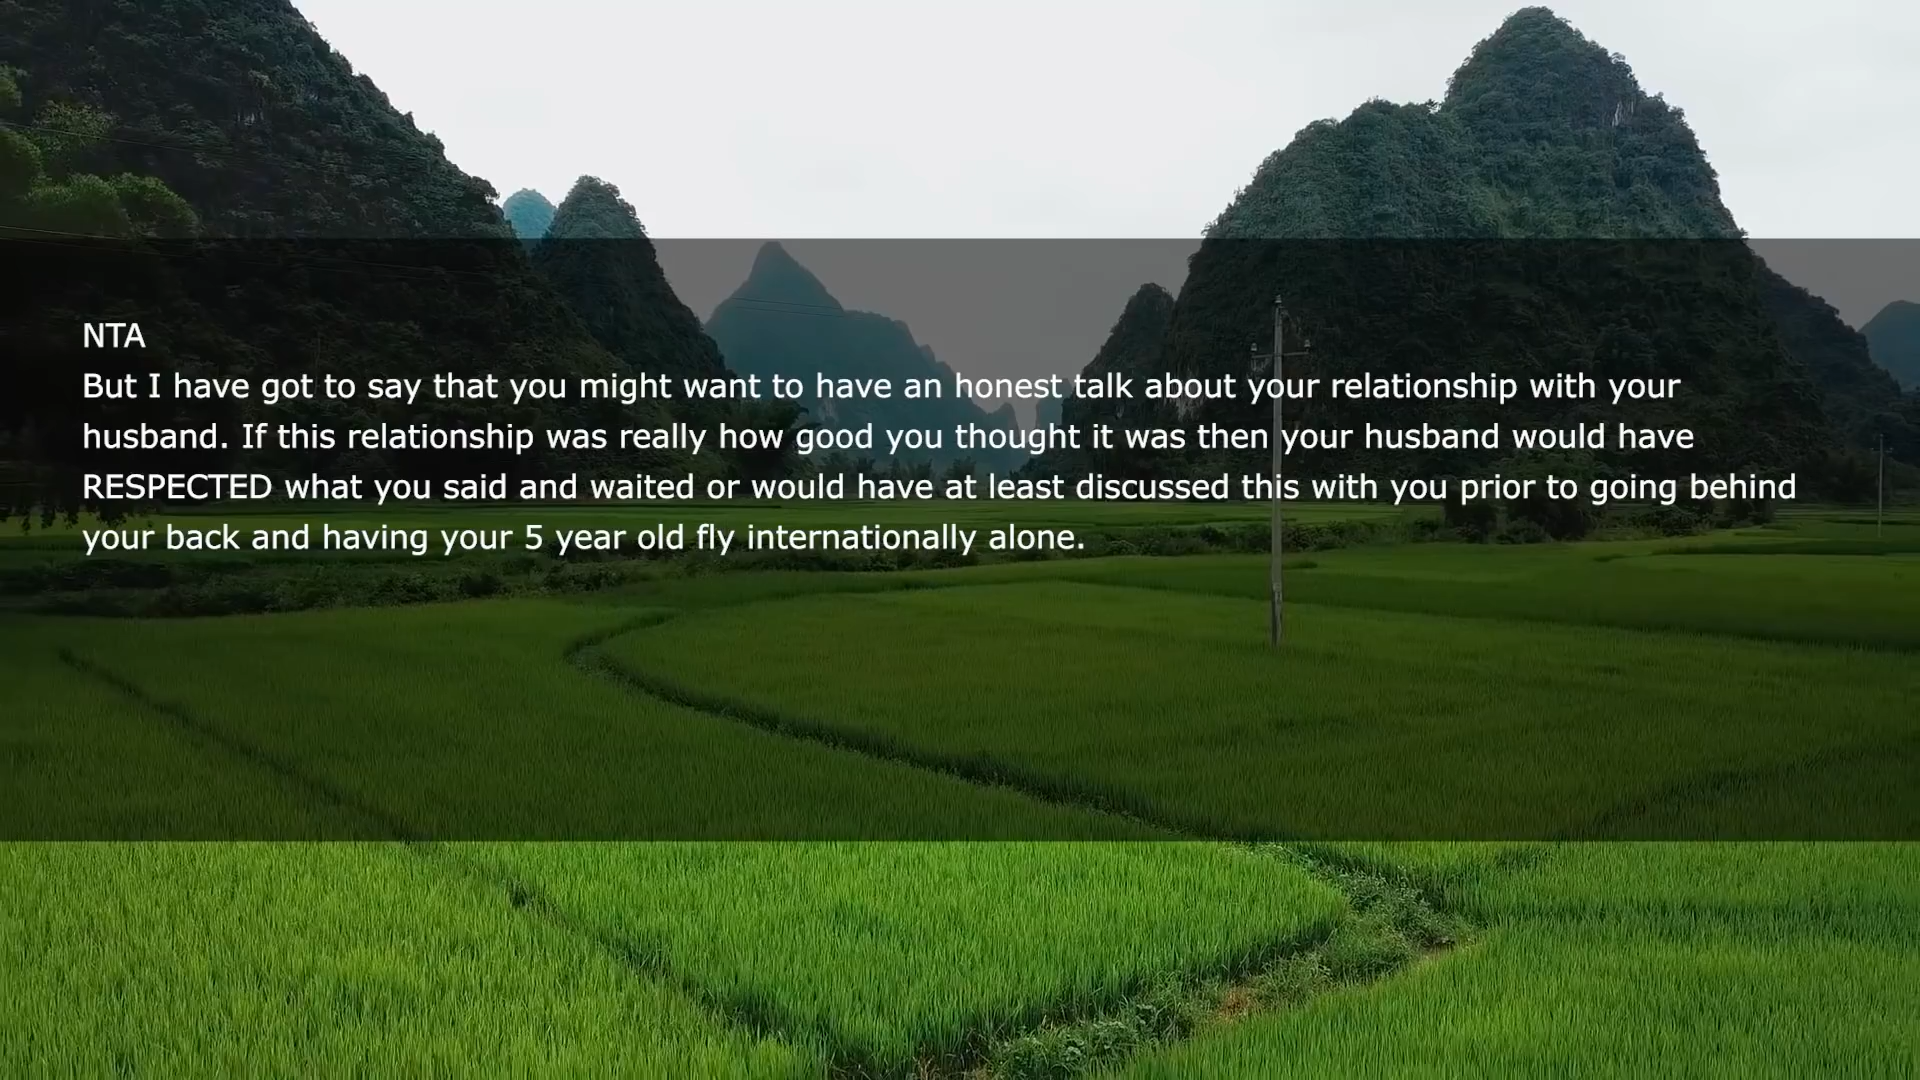 NTA
But I have got to say that you might want to have an honest talk about your relationship with your
husband. If this relationship was really how good you thought it was then your husband would have
RESPECTED what you said and waited or would have at least discussed this with you prior to going behind
your back and having your 5 year old fly internationally alone.